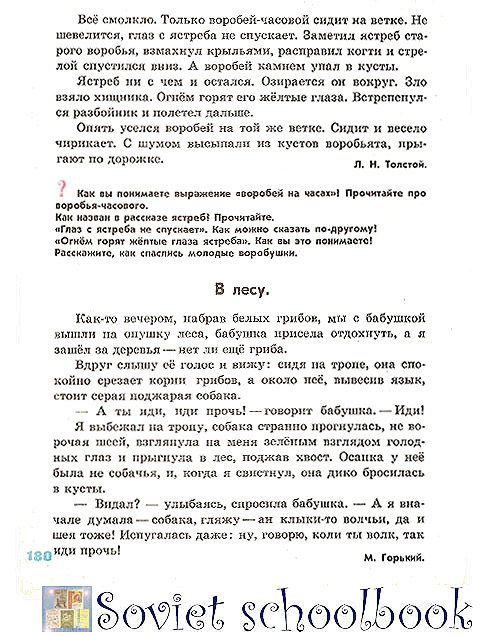 Всё смолкло. Только воробей-часовой сидит на ветке. Не
шевелится, глаз с ястреба не спускает. Заметил ястреб ста-
рого воробья, взмахнул крыльями, расправил когти и стре-
лой спустился вниз. А воробей камнем упал в кусты.
Ястреб ни с чем и остался. Озирается он вокруг. Зло
взяло хищника. Огнём горят его жёлтые глаза. Встрепенул-
ся разбойник и полетел дальше.
Опять уселся воробей на той же ветке. Сидит и весело
чирикает. С шумом высыпали из кустов воробьята, пры-
гают по дорожке.
Л. Н. Толстой.
? Как вы понимаете выражение «воробей на часах»! Прочитайте про
воробья-часового.
Как назван в рассказе ястреб! Прочитайте.
«Глаз с ястреба не спускает». Как можно сказать по-другому!
«Огнём горят жёлтые глаза ястреба». Как вы это понимаете!
Расскажите, как спаслись молодые воробушки.
В лесу.
Как-то вечером, набрав белых грибов, мы с бабушкой
вышли на опушку леса, бабушка присела отдохнуть, а я
зашёл за деревья — нет ли ещё гриба.
Вдруг слышу её голос и вижу: сидя на тропе, она спо-
койно срезает корни грибов, а около неё, вывесив язык,
стоит серая поджарая собака.
— А ты иди, иди прочь! — говорит бабушка. — Иди!
Я выбежал на тропу, собака странно прогнулась, не во-
рочая шеей, взглянула на меня зелёным взглядом голод-
ных глаз и прыгнула в лес, поджав хвост. Осанка у неё
была не собачья, и, когда я свистнул, она дико бросилась
в кусты.
— Видал? — улыбаясь, спросила бабушка. — А я вна-
чале думала — собака, гляжу — ан клыки-то волчьи, да и
шея тоже! Испугалась даже: ну, говорю, коли ты волк, так
иди прочь!
180
М. Горький.
Soviet schoolbook